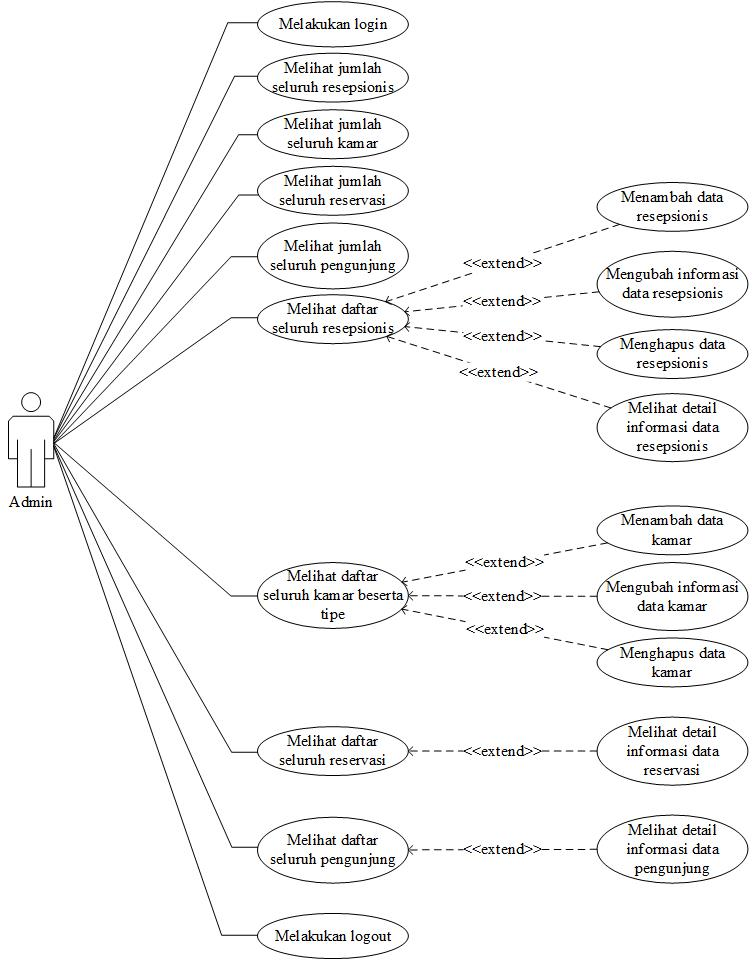 Melakukan login
Melihat jumlah
seluruh resepsionis
Melihat jumlah
seluruh kamar
Melihat jumlah
seluruh reservasi
Melihat jumlah
seluruh pengunjung
Melihat daftar
seluruh resepsionis
Menambah data
resepsionis
<<extend>>
Mengubah informasi
data resepsionis
<<extend>>
Menghapus data
resepsionis
<<extend>>
Melihat detail
informasi data
resepsionis
<<extend>>
Admin
Melihat daftar
seluruh kamar beserta
tipe
Menambah data
kamar
<<extend>>
Mengubah informasi
data kamar
<<extend>>
Menghapus data
kamar
<<extend>>
Melihat daftar
seluruh reservasi
<<extend>>
Melihat detail
informasi data
reservasi
Melihat daftar
seluruh pengunjung
<<extend>>
Melihat detail
informasi data
pengunjung
Melakukan logout